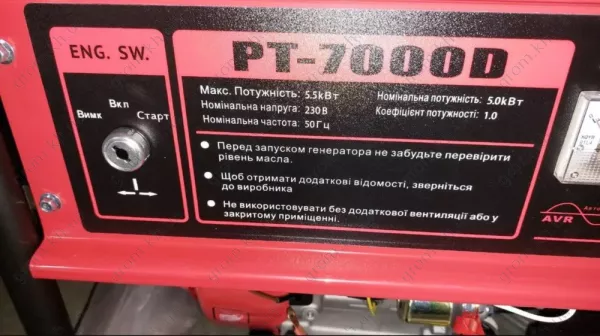 ENG. SW.
Вимк
Вкл
Старт
PT-7000D
Макс. Потужність: 5.5kВт
Номінальна потужність: 5.0kВт
Номінальна напруга: 230В
Коефіцієнт потужності: 1.0
Номінальна частота: 50Гц
• Перед запуском генератора не забудьте перевірити
рівень масла.
• Щоб отримати додаткові відомості, зверніться
до виробника
• Не використовувати без додаткової вентиляції або у
закритому приміщенні.
AVR